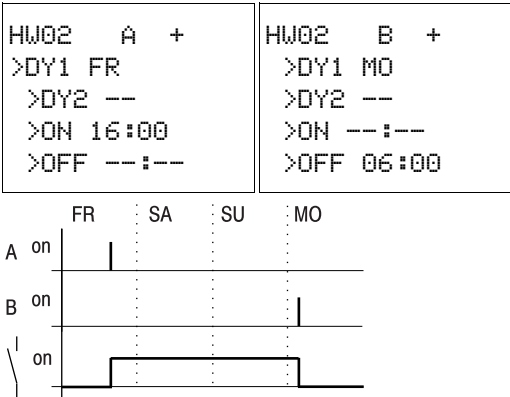 HW02 A +
>DY1 FR
>DY2 --
>ON 16:00
>OFF --:--
HW02 B +
>DY1 MO
>DY2 --
>ON --:--
>OFF 06:00
FR SA SU MO
A on
B on
on